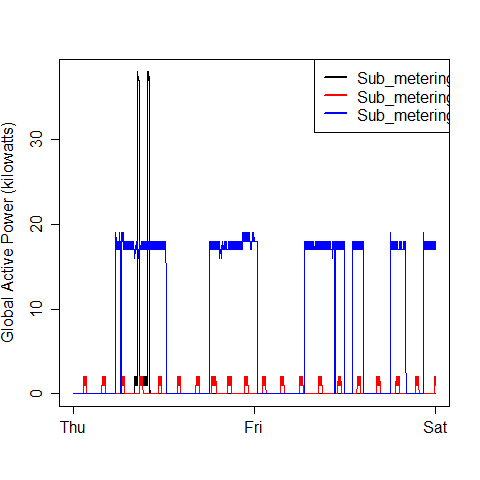 Global Active Power (kilowatts)
30
20
10
0
Sub_metering
Sub_metering
Sub_metering
Thu Fri Sat